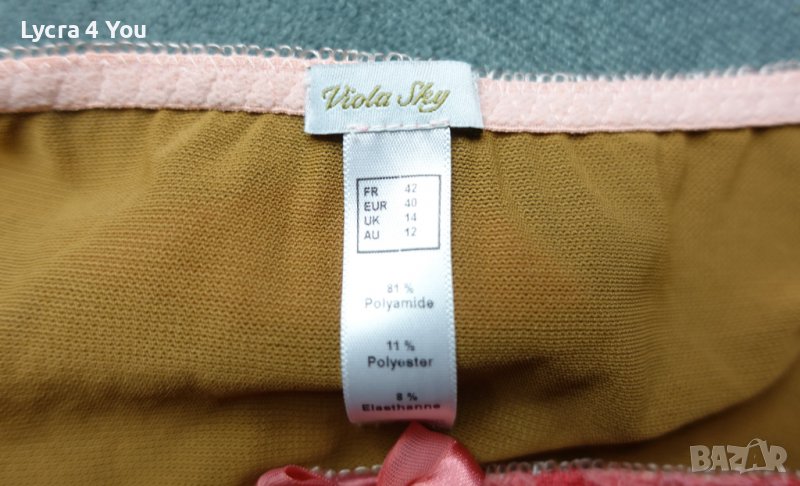 Lycra 4 You
Viola Sky
FR 42
EUR 40
UK 14
AU 12
81 %
Polyamide
11 %
Polyester
8 %
Elasthanne
BAZAR